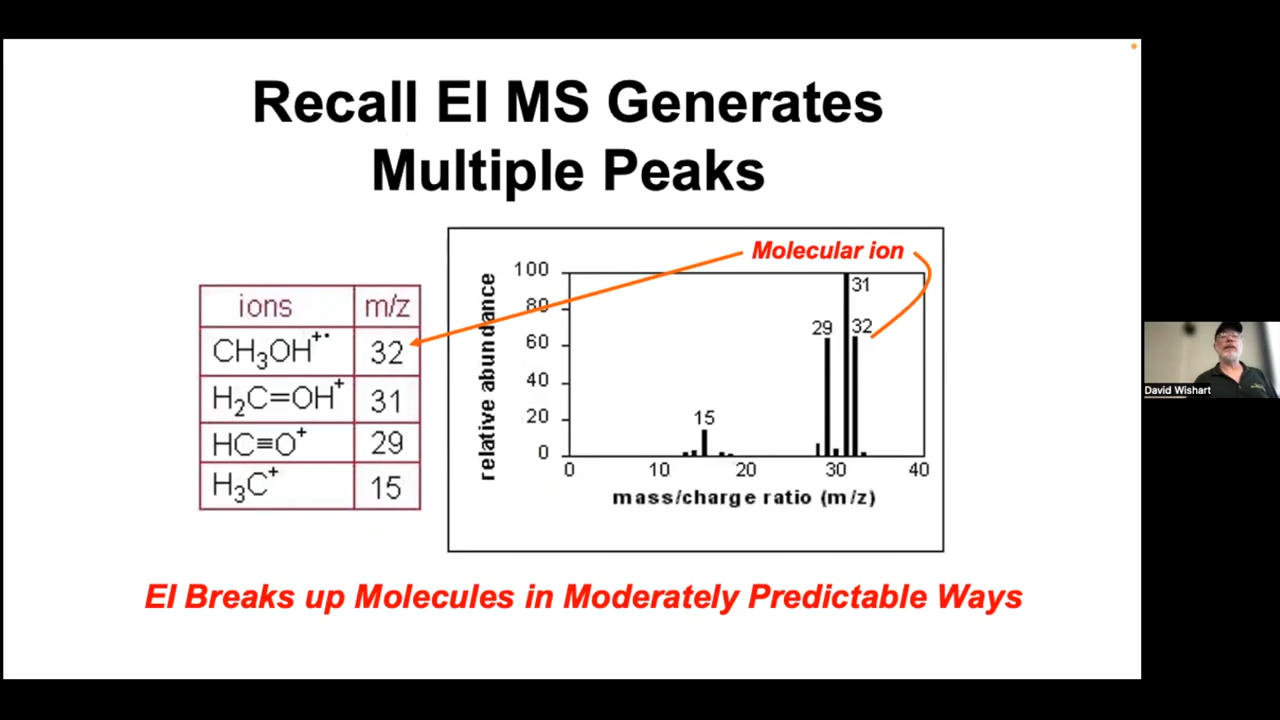 Recall EI MS Generates
Multiple Peaks
ions m/z
CH₃OH⁺• 32
H₂C=OH⁺ 31
HC≡O⁺ 29
H₃C⁺ 15
Molecular ion
relative abundance
100
80
60
40
20
0
15
29
31
32
0 10 20 30 40
mass/charge ratio (m/z)
EI Breaks up Molecules in Moderately Predictable Ways
David Wishart